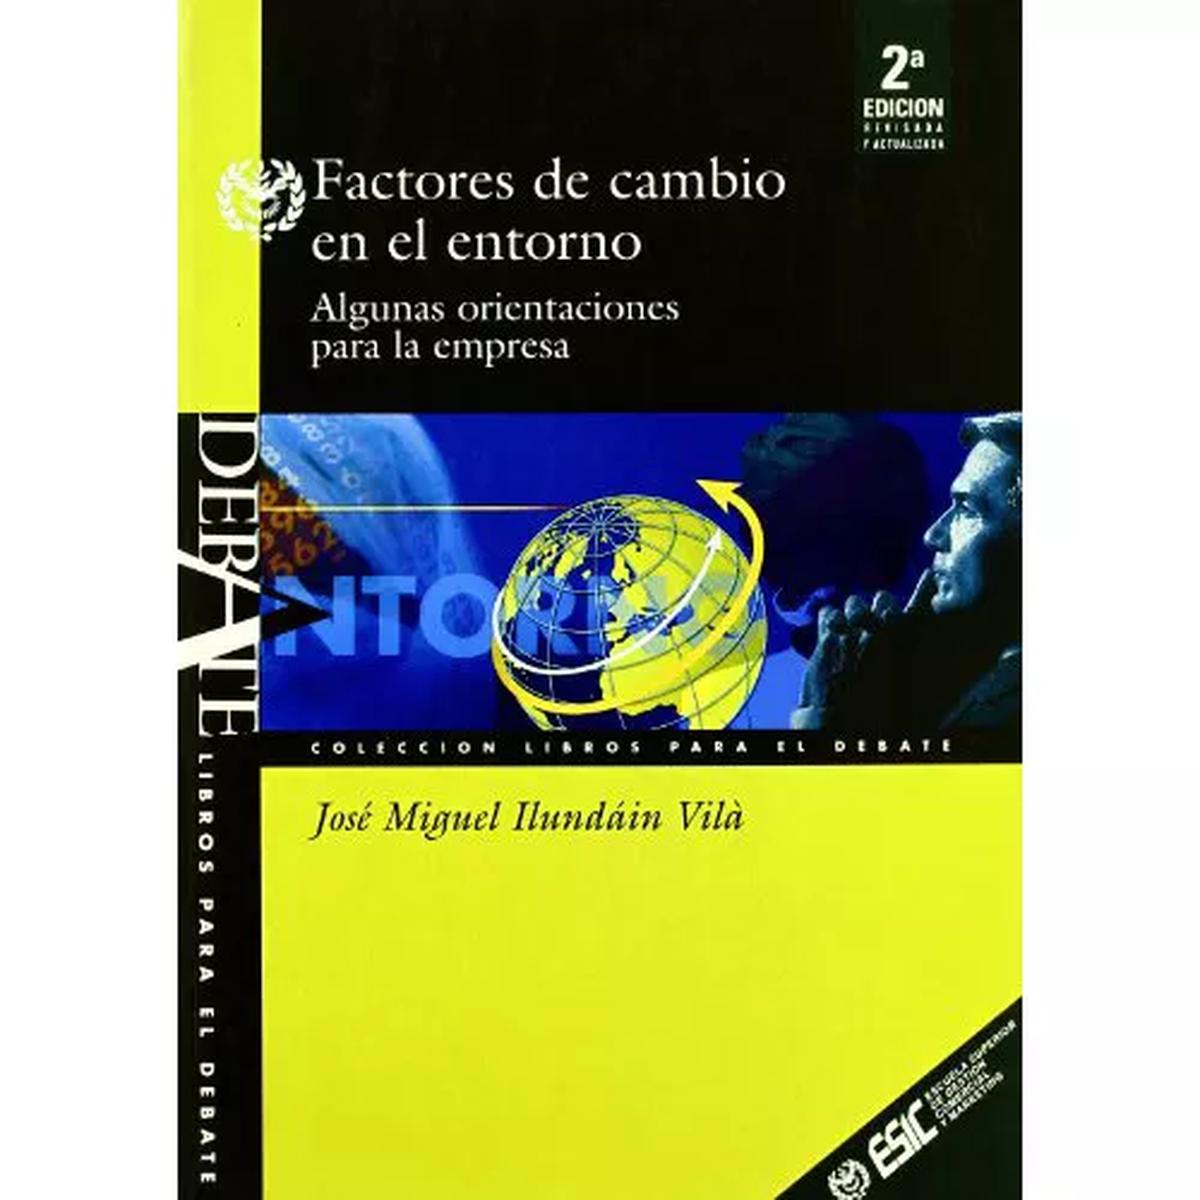 2ª
EDICION
REVISADA
Y ACTUALIZADA
Factores de cambio
en el entorno
Algunas orientaciones
para la empresa
DEBATE
LIBROS PARA EL DEBATE
NTORNO
COLECCION LIBROS PARA EL DEBATE
José Miguel Ilundáin Vilà
ESIC
ESCUELA SUPERIOR
DE GESTION
COMERCIAL
Y MARKETING